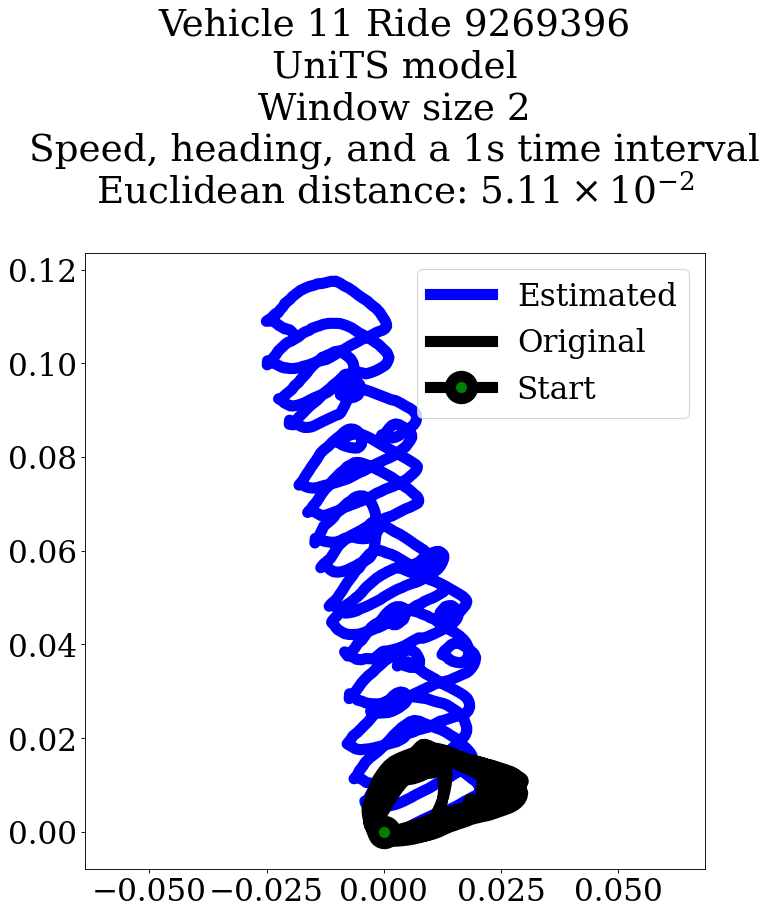 Vehicle 11 Ride 9269396
UniTS model
Window size 2
Speed, heading, and a 1s time interval
Euclidean distance: 5.11 × 10⁻²
0.12
0.10
0.08
0.06
0.04
0.02
0.00
Estimated
Original
Start
−0.050 −0.025 0.000 0.025 0.050